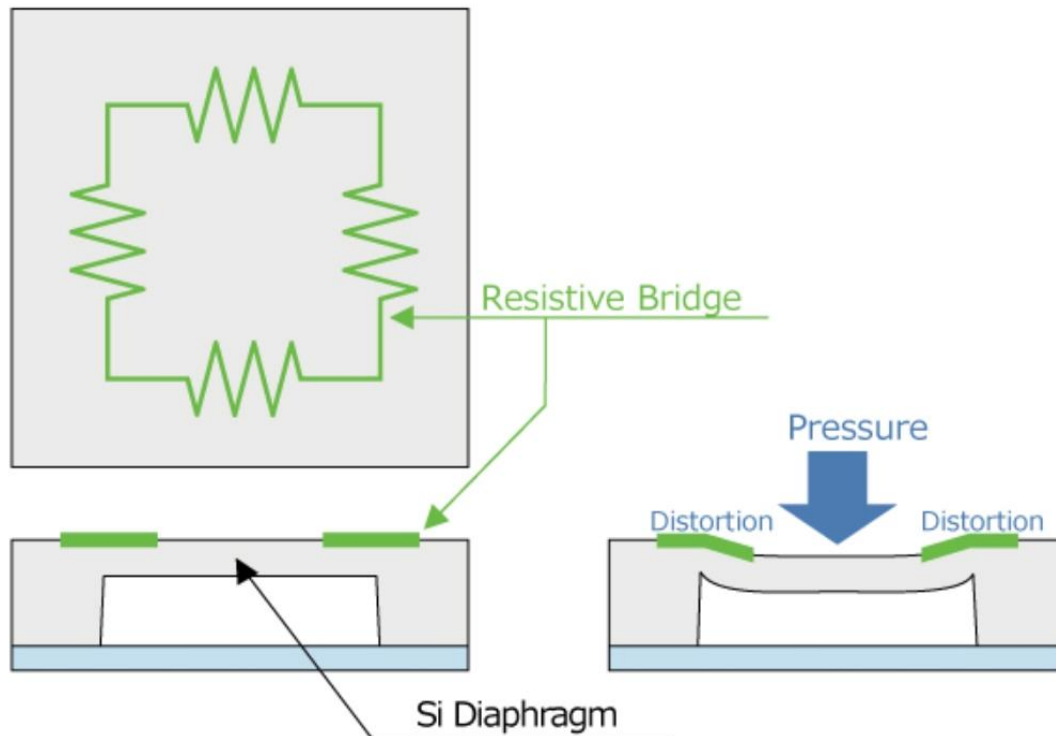 Resistive Bridge
Pressure
Distortion
Distortion
Si Diaphragm